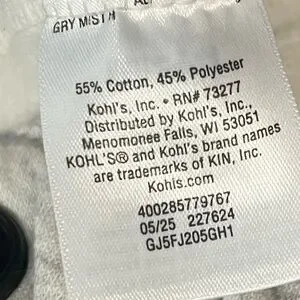 GRY MIST H
55% Cotton, 45% Polyester
Kohl's, Inc. • RN# 73277
Distributed by Kohl's, Inc.,
Menomonee Falls, WI 53051
KOHL'S® and Kohl's brand names
are trademarks of KIN, Inc.
Kohls.com
400285779767
05/25 227624
GJ5FJ205GH1